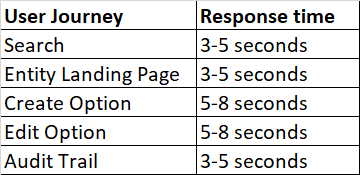 User Journey Response time
Search 3-5 seconds
Entity Landing Page 3-5 seconds
Create Option 5-8 seconds
Edit Option 5-8 seconds
Audit Trail 3-5 seconds